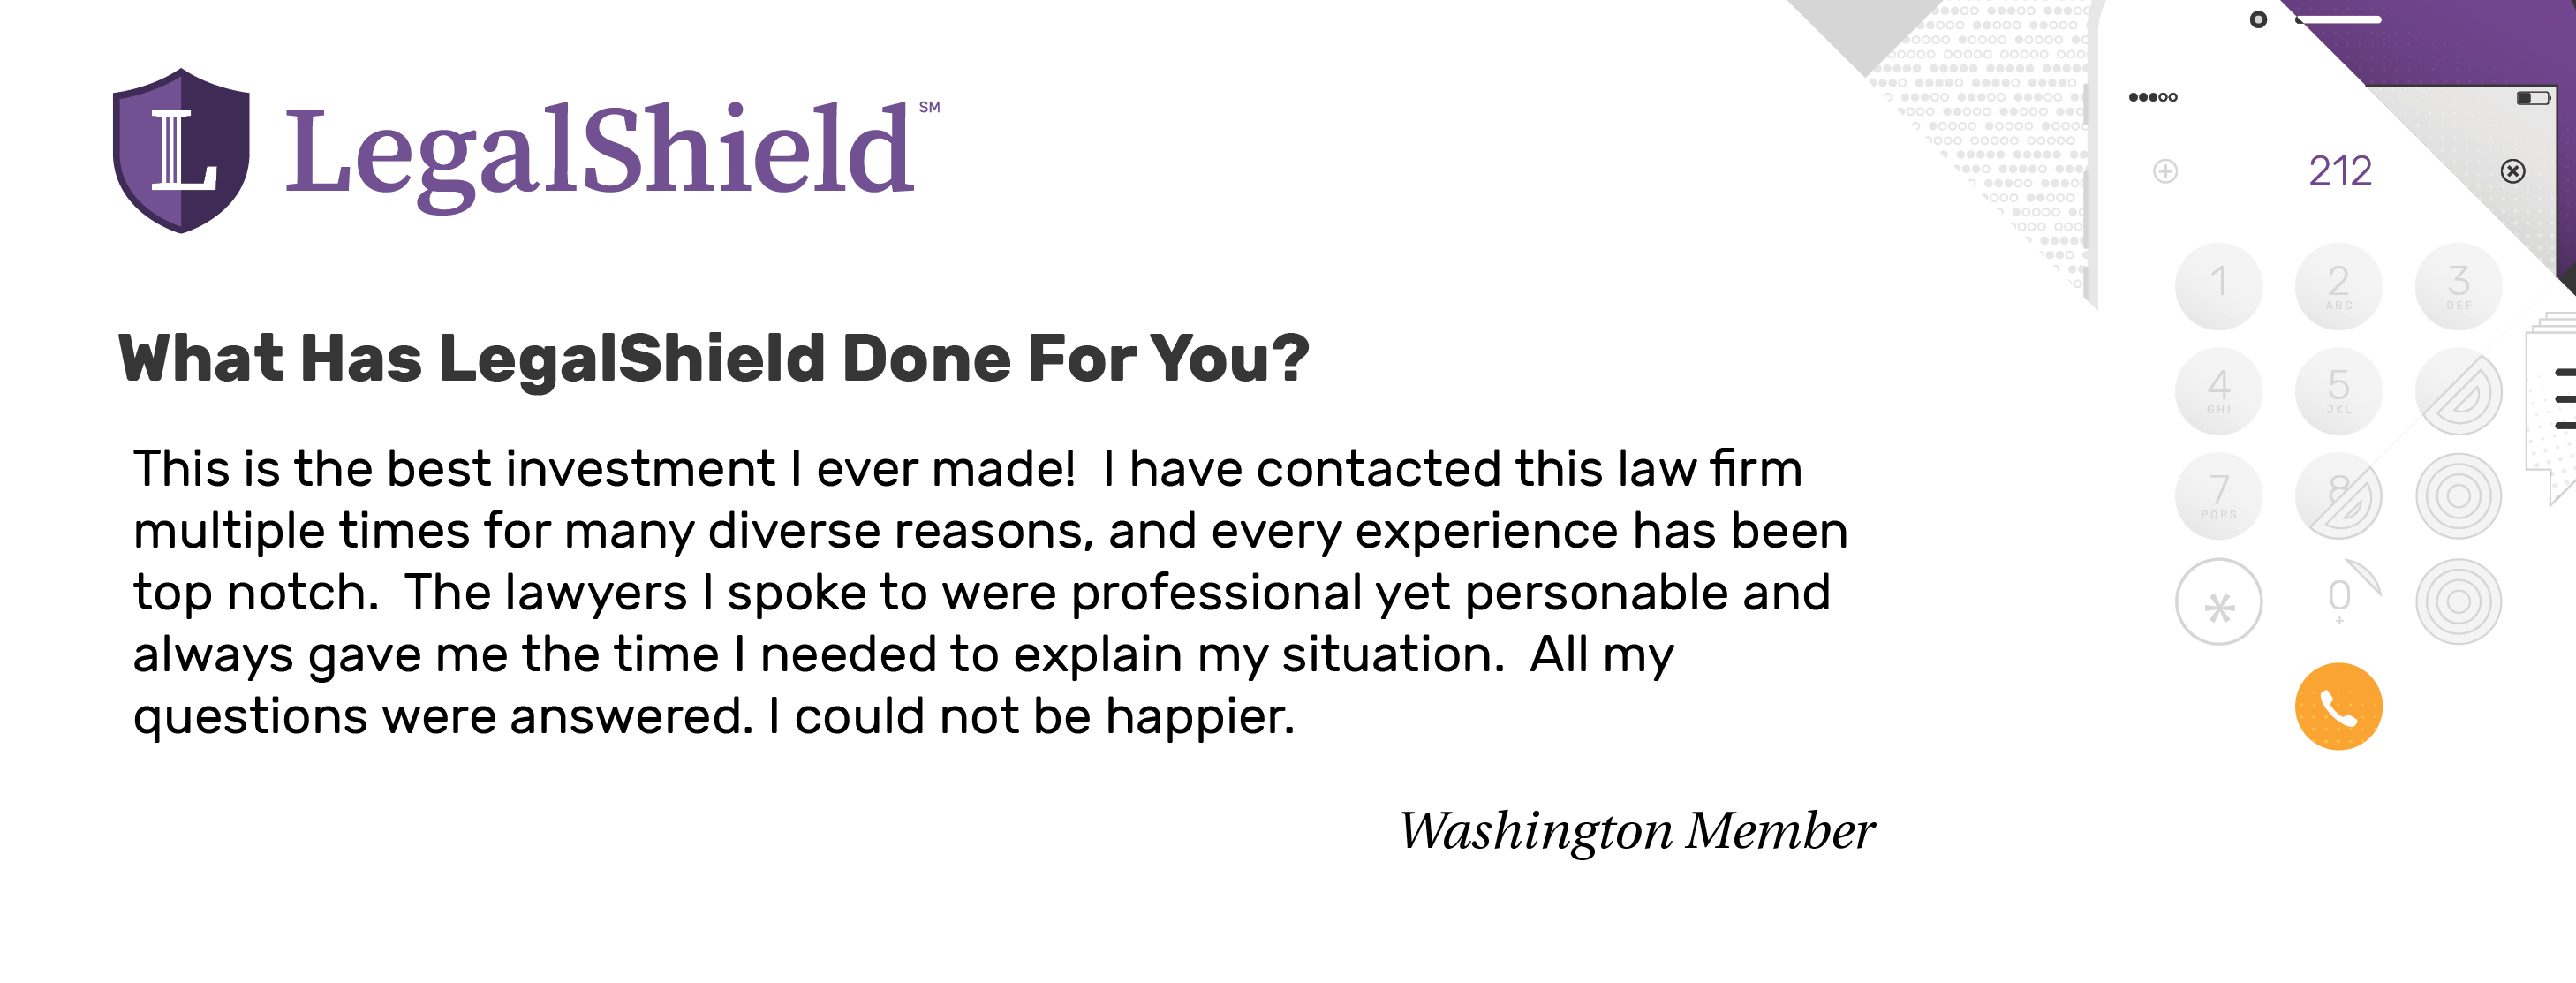 L LegalShield SM
212
1 2 ABC 3 DEF
What Has LegalShield Done For You?
4 GHI 5 JKL
This is the best investment I ever made!  I have contacted this law firm
multiple times for many diverse reasons, and every experience has been
7 PQRS 8
top notch.  The lawyers I spoke to were professional yet personable and
* 0 +
always gave me the time I needed to explain my situation.  All my
questions were answered. I could not be happier.
Washington Member